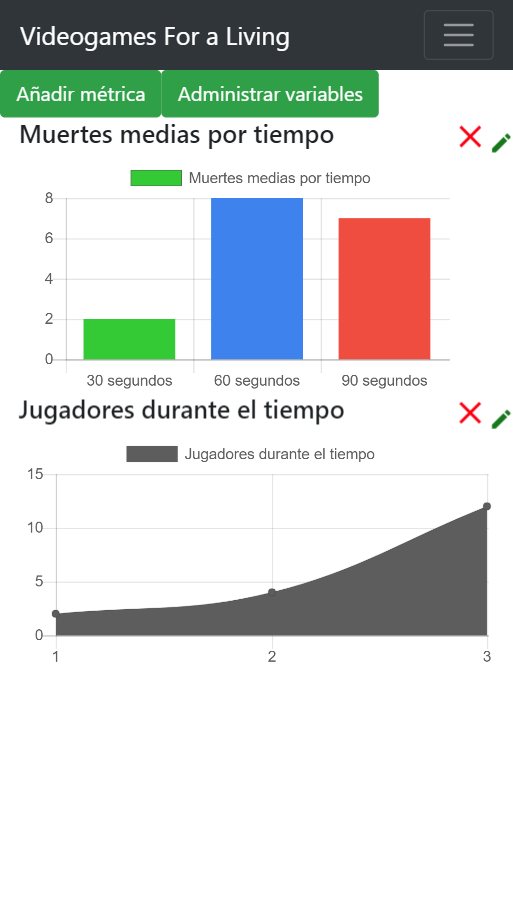 Videogames For a Living
Añadir métrica Administrar variables
Muertes medias por tiempo
Muertes medias por tiempo
8
6
4
2
0
30 segundos 60 segundos 90 segundos
Jugadores durante el tiempo
Jugadores durante el tiempo
15
10
5
0
1 2 3